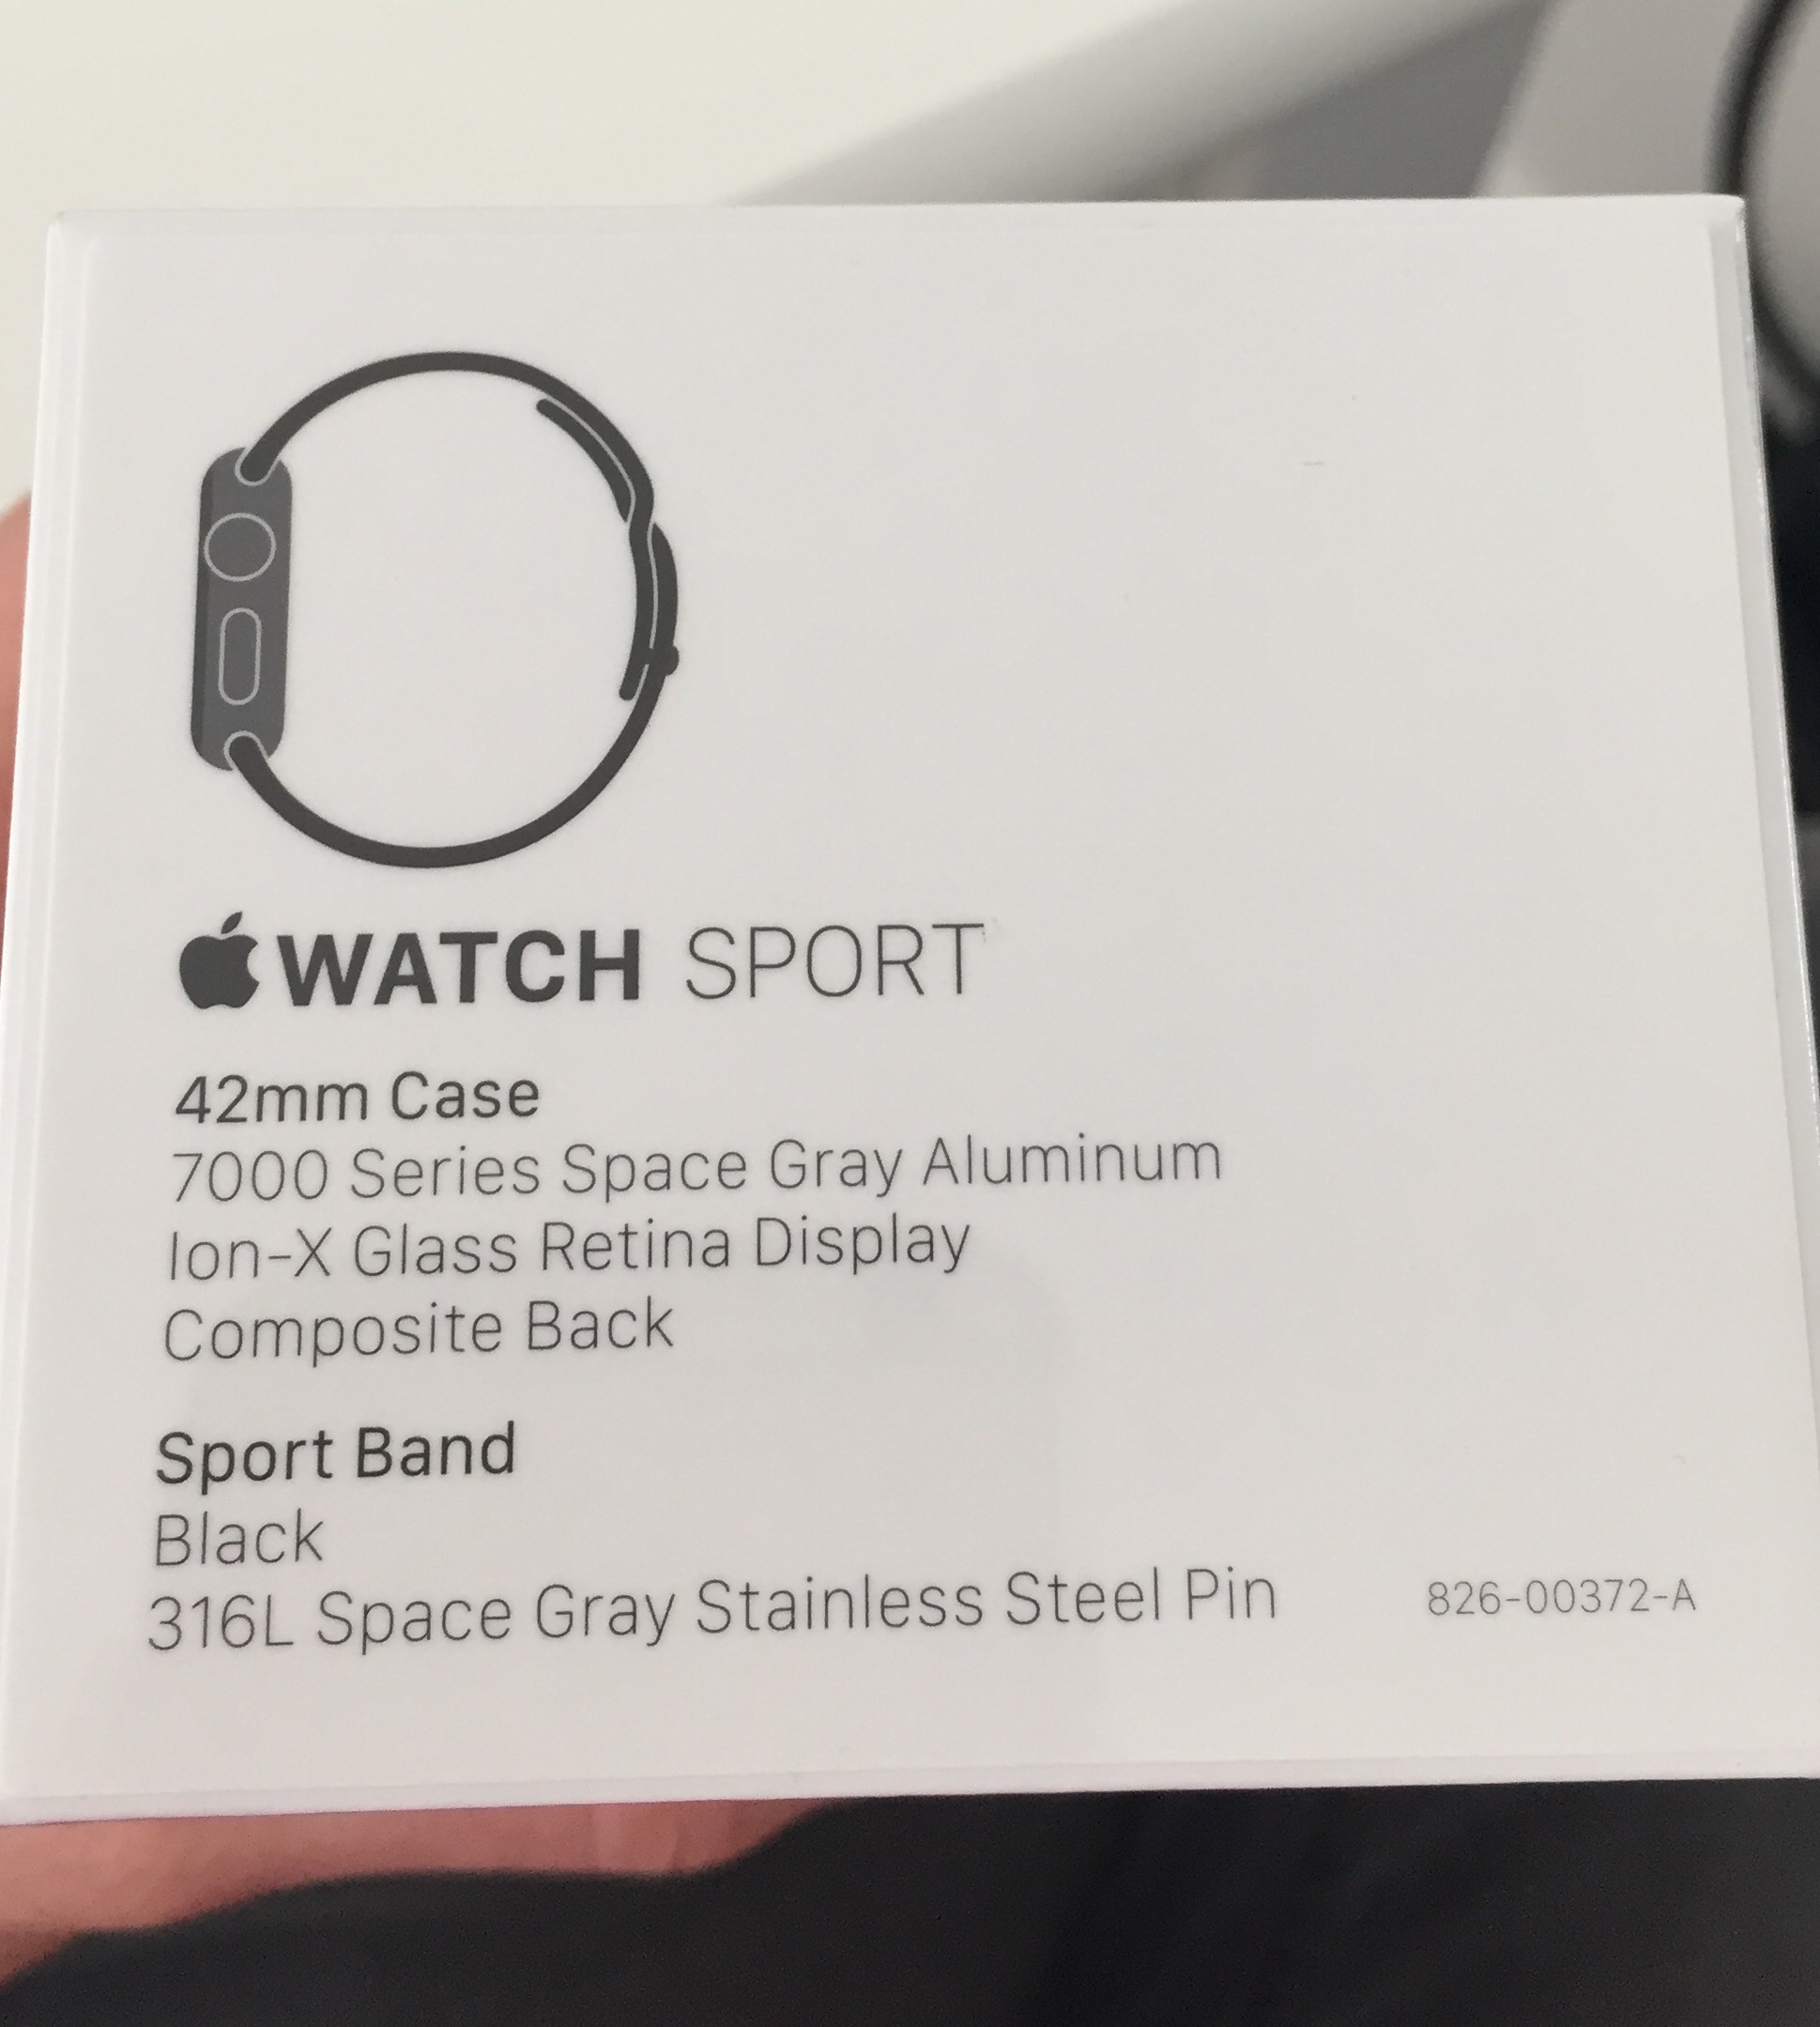 WATCH SPORT
42mm Case
7000 Series Space Gray Aluminum
Ion-X Glass Retina Display
Composite Back
Sport Band
Black
316L Space Gray Stainless Steel Pin
826-00372-A